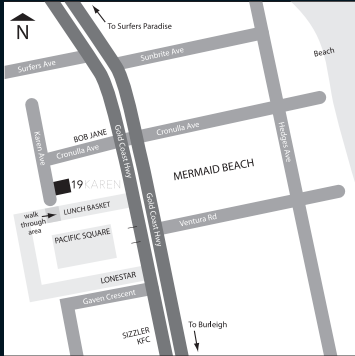 N
To Surfers Paradise
Beach
Surfers Ave
Sunbrite Ave
Karen Ave
BOB JANE
Cronulla Ave
Gold Coast Hwy
Cronulla Ave
Hedges Ave
19 KAREN
MERMAID BEACH
walk
through
area
LUNCH BASKET
Gold Coast Hwy
Ventura Rd
PACIFIC SQUARE
LONESTAR
Gaven Crescent
SIZZLER
KFC
To Burleigh